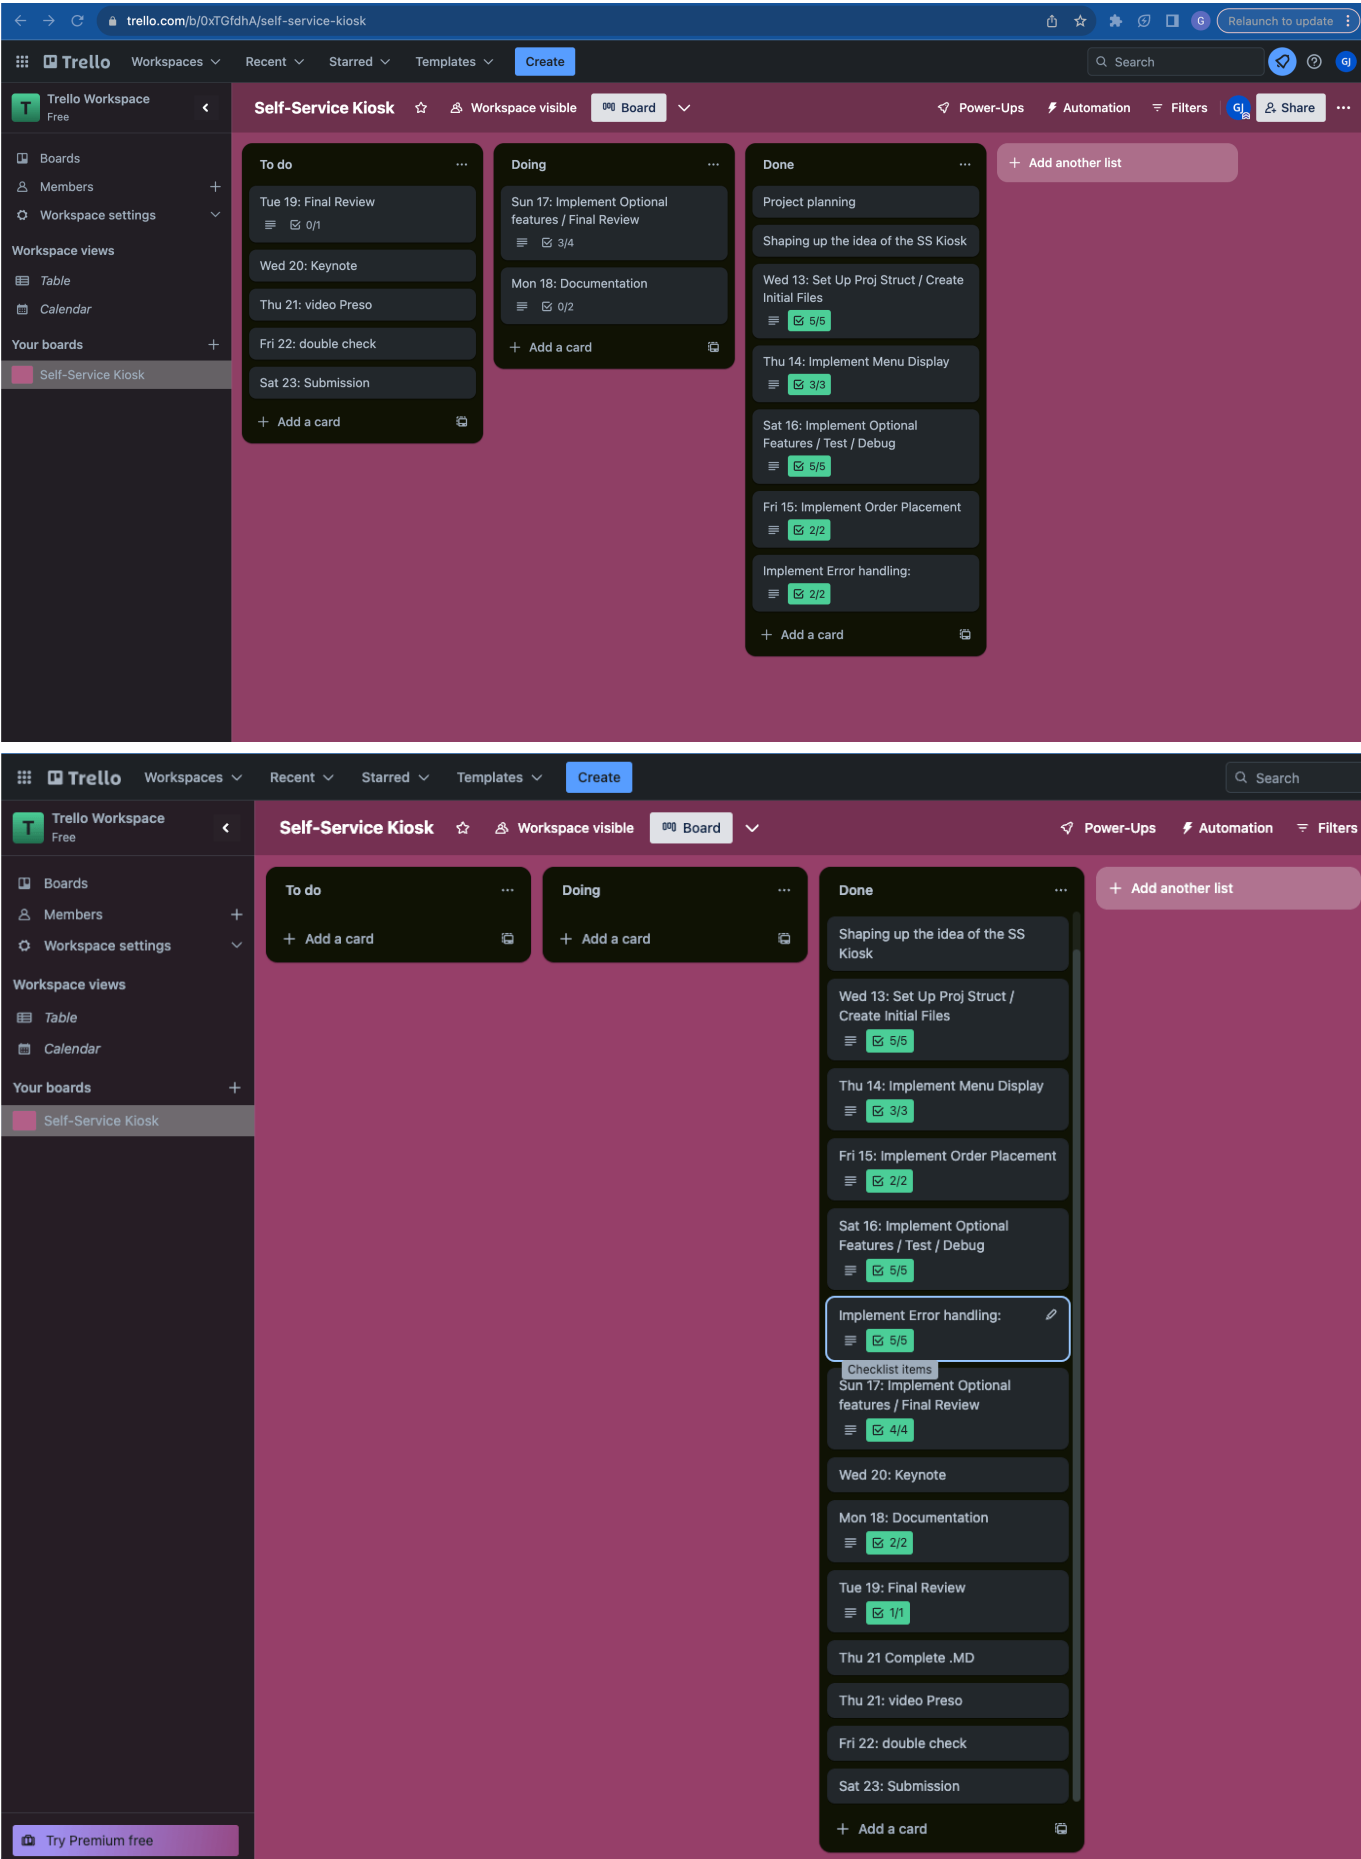 trello.com/b/0xTGfdhA/self-service-kiosk
G
Relaunch to update
Trello
Workspaces
Recent
Starred
Templates
Create
Search
GJ
T
Trello Workspace
Free
Self-Service Kiosk
Workspace visible
Board
Power-Ups
Automation
Filters
GJ
Share
Boards
Members
Workspace settings
Workspace views
Table
Calendar
Your boards
Self-Service Kiosk
To do
Tue 19: Final Review
0/1
Wed 20: Keynote
Thu 21: video Preso
Fri 22: double check
Sat 23: Submission
Add a card
Doing
Sun 17: Implement Optional
features / Final Review
3/4
Mon 18: Documentation
0/2
Add a card
Done
Project planning
Shaping up the idea of the SS Kiosk
Wed 13: Set Up Proj Struct / Create
Initial Files
5/5
Thu 14: Implement Menu Display
3/3
Sat 16: Implement Optional
Features / Test / Debug
5/5
Fri 15: Implement Order Placement
2/2
Implement Error handling:
2/2
Add a card
Add another list
Trello
Workspaces
Recent
Starred
Templates
Create
Search
T
Trello Workspace
Free
Self-Service Kiosk
Workspace visible
Board
Power-Ups
Automation
Filters
Boards
Members
Workspace settings
Workspace views
Table
Calendar
Your boards
Self-Service Kiosk
Try Premium free
To do
Add a card
Doing
Add a card
Done
Shaping up the idea of the SS
Kiosk
Wed 13: Set Up Proj Struct /
Create Initial Files
5/5
Thu 14: Implement Menu Display
3/3
Fri 15: Implement Order Placement
2/2
Sat 16: Implement Optional
Features / Test / Debug
5/5
Implement Error handling:
5/5
Checklist items
Sun 17: Implement Optional
features / Final Review
4/4
Wed 20: Keynote
Mon 18: Documentation
2/2
Tue 19: Final Review
1/1
Thu 21 Complete .MD
Thu 21: video Preso
Fri 22: double check
Sat 23: Submission
Add a card
Add another list